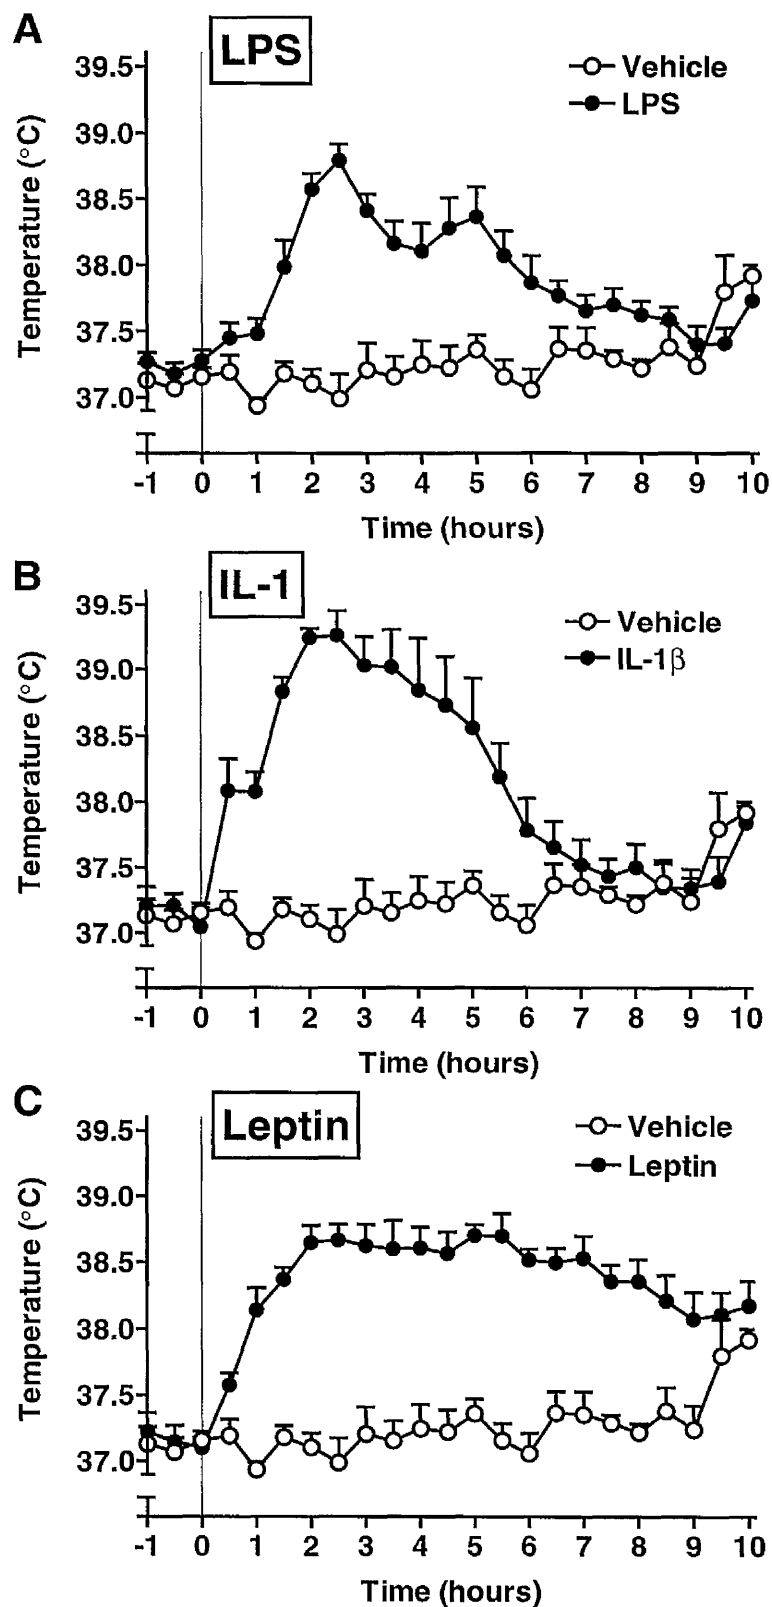 A
LPS
Vehicle
LPS
Temperature (°C)
39.5
39.0
38.5
38.0
37.5
37.0
-1 0 1 2 3 4 5 6 7 8 9 10
Time (hours)
B
IL-1
Vehicle
IL-1β
Temperature (°C)
39.5
39.0
38.5
38.0
37.5
37.0
-1 0 1 2 3 4 5 6 7 8 9 10
Time (hours)
C
Leptin
Vehicle
Leptin
Temperature (°C)
39.5
39.0
38.5
38.0
37.5
37.0
-1 0 1 2 3 4 5 6 7 8 9 10
Time (hours)